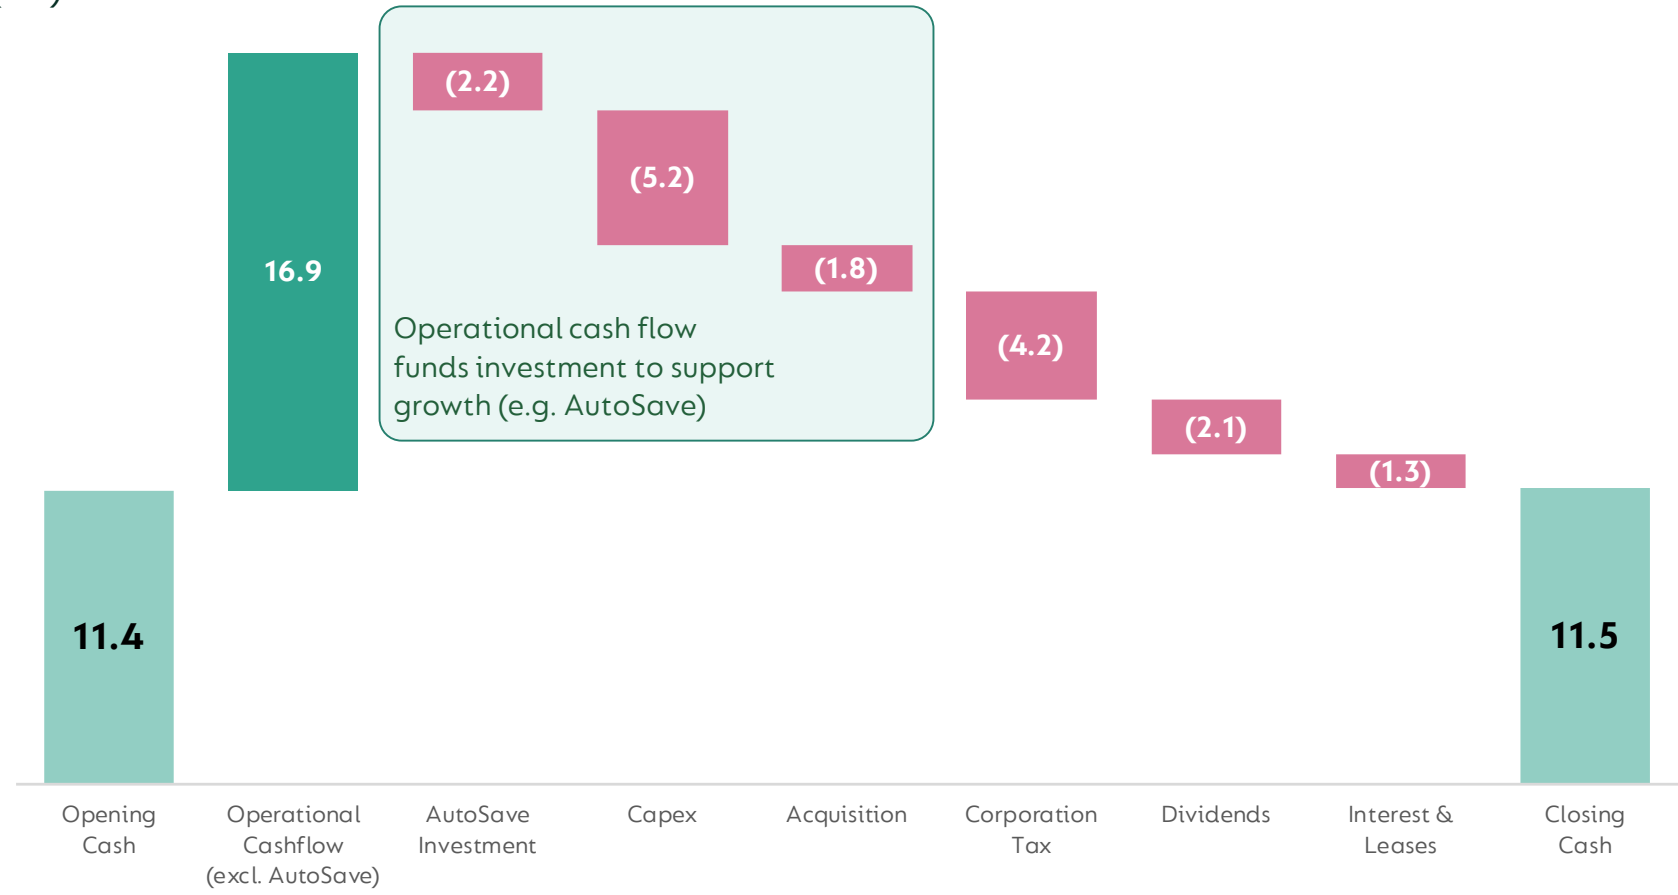 (2.2)
(5.2)
16.9
(1.8)
Operational cash flow
funds investment to support
growth (e.g. AutoSave)
(4.2)
(2.1)
(1.3)
11.4
11.5
Opening
Cash
Operational
Cashflow
(excl. AutoSave)
AutoSave
Investment
Capex
Acquisition
Corporation
Tax
Dividends
Interest &
Leases
Closing
Cash